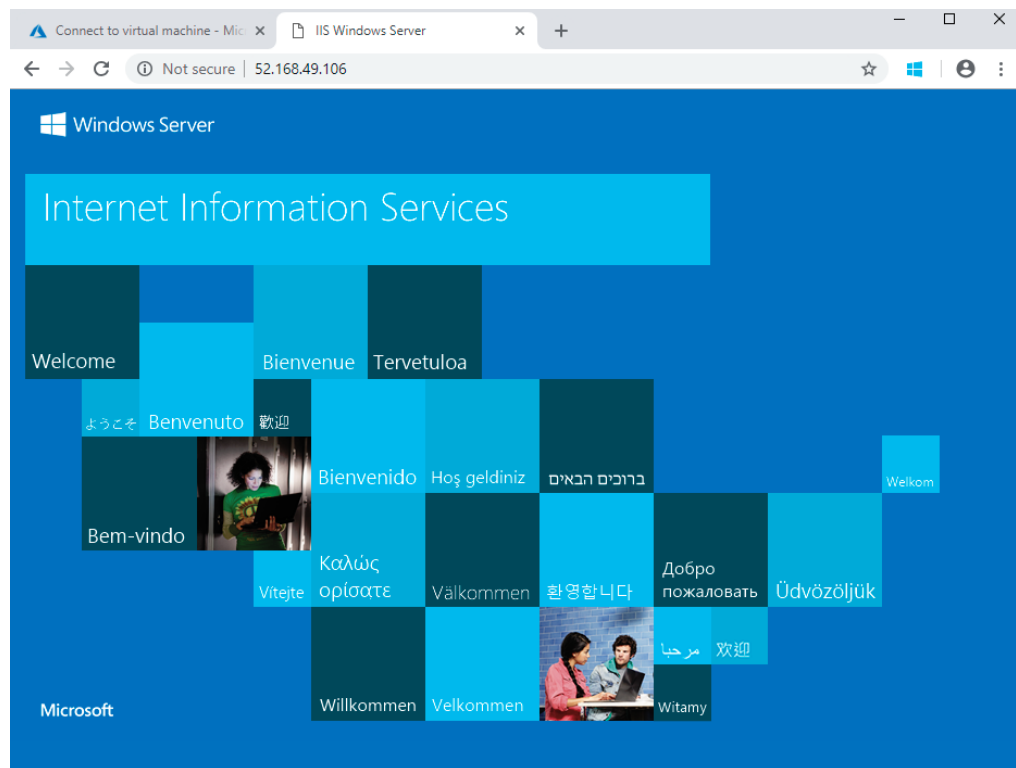 Connect to virtual machine - Mic
IIS Windows Server
Not secure
52.168.49.106
Windows Server
Internet Information Services
Welcome
Bienvenue
Tervetuloa
ようこそ
Benvenuto
歡迎
Bienvenido
Hoş geldiniz
ברוכים הבאים
Welkom
Bem-vindo
Vítejte
Καλώς
ορίσατε
Välkommen
환영합니다
Добро
пожаловать
Üdvözöljük
مرحبا
欢迎
Microsoft
Willkommen
Velkommen
Witamy